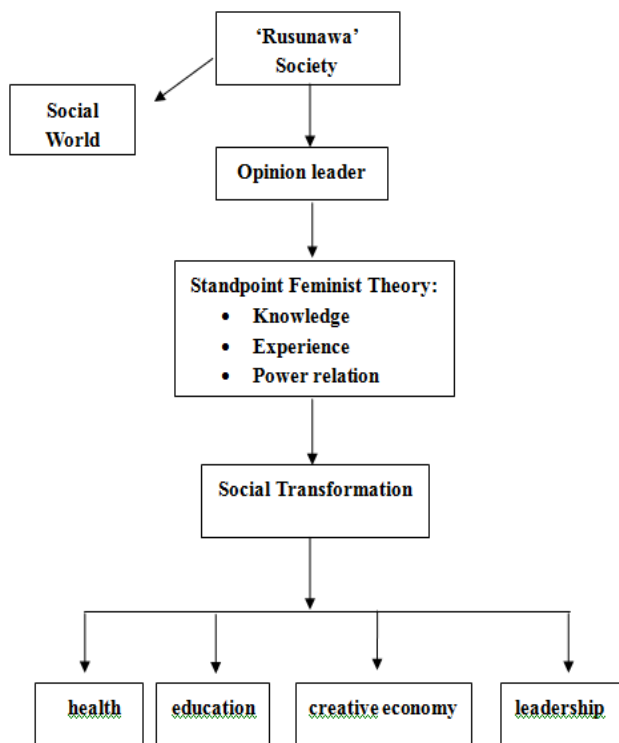 ‘Rusunawa’
Society
Social
World
Opinion leader
Standpoint Feminist Theory:
• Knowledge
• Experience
• Power relation
Social Transformation
health
education
creative economy
leadership